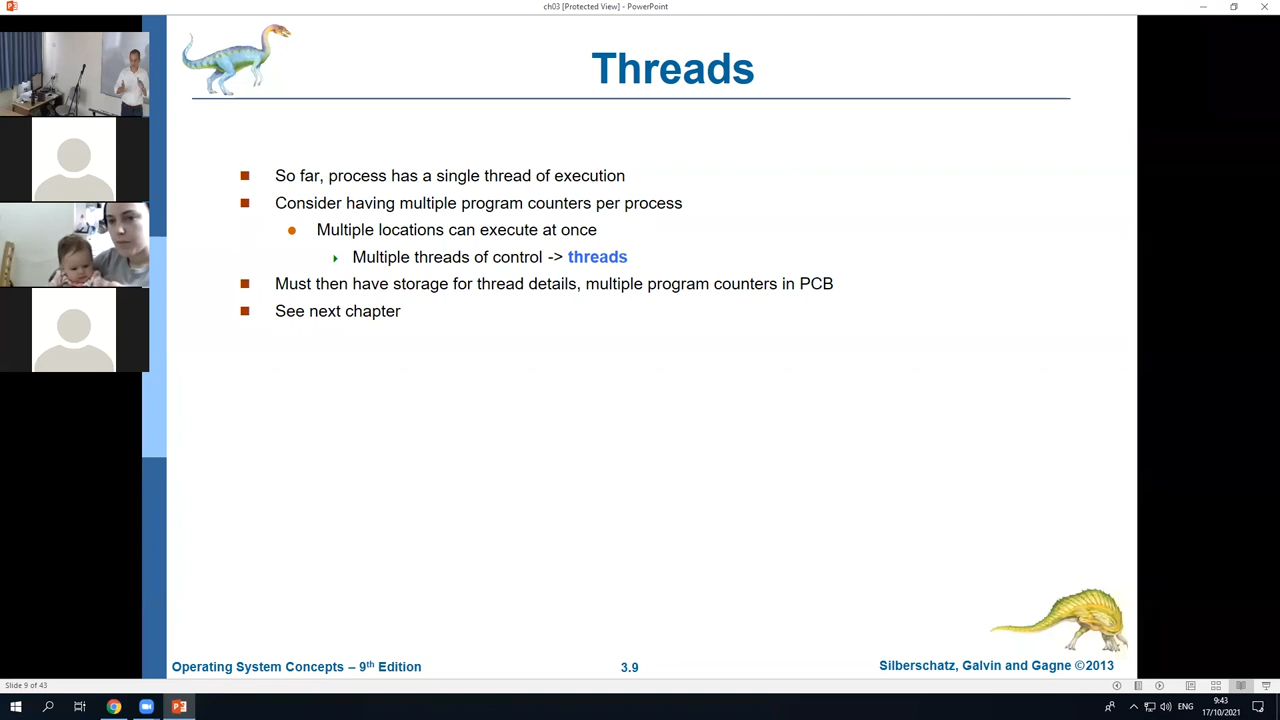 ch03 [Protected View] - PowerPoint
Threads
So far, process has a single thread of execution
Consider having multiple program counters per process
Multiple locations can execute at once
Multiple threads of control -> threads
Must then have storage for thread details, multiple program counters in PCB
See next chapter
Operating System Concepts – 9th Edition
3.9
Silberschatz, Galvin and Gagne ©2013
Slide 9 of 43
ENG
9:43
17/10/2021